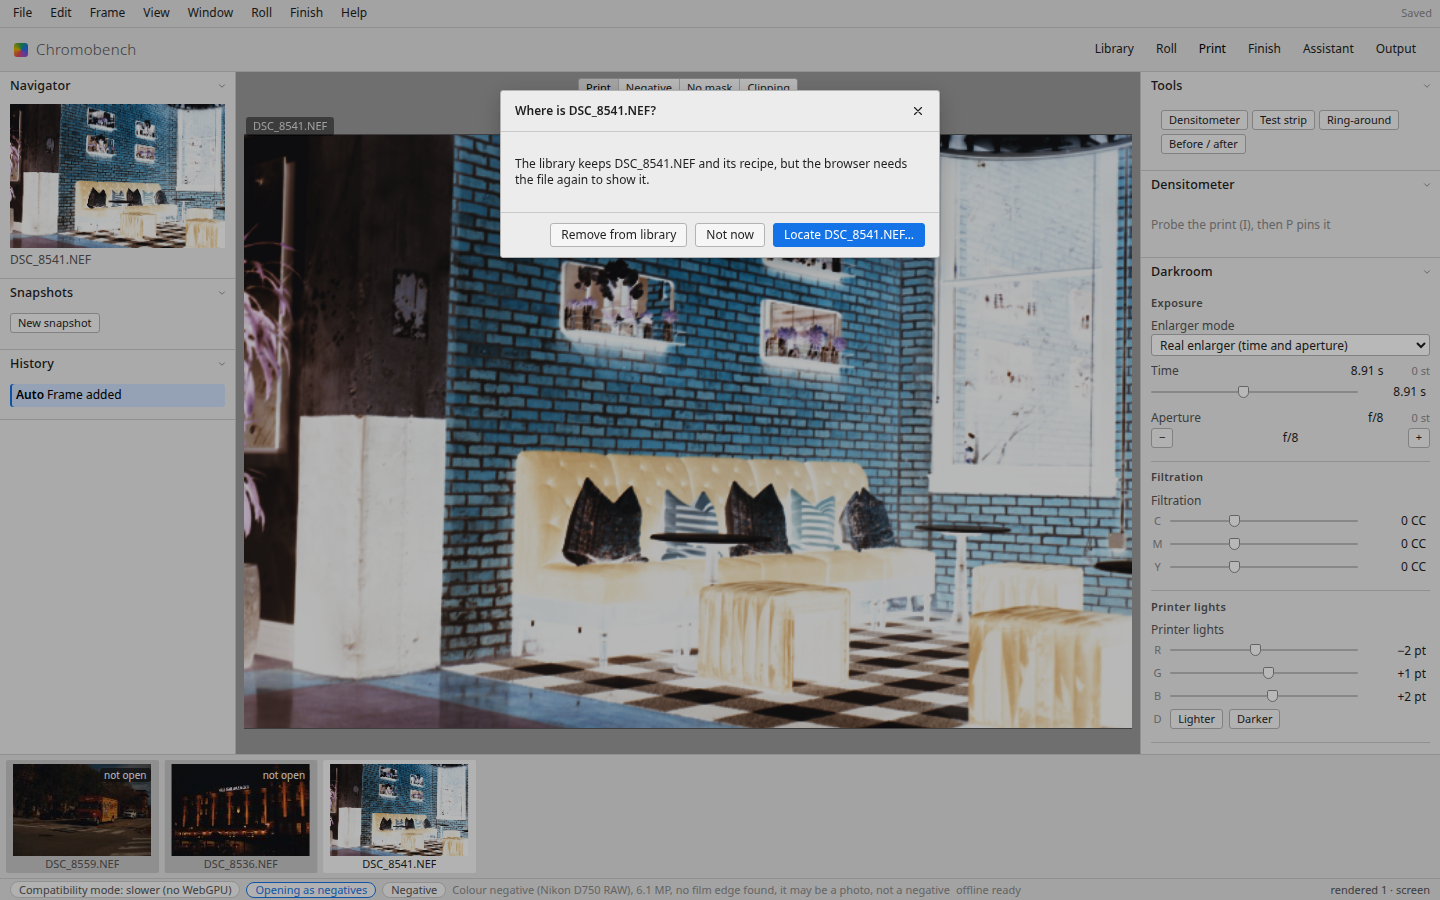 File Edit Frame View Window Roll Finish Help
Saved
Chromobench
Library Roll Print Finish Assistant Output
Navigator
DSC_8541.NEF
Snapshots
New snapshot
History
Auto Frame added
Print Negative No mask Clipping
DSC_8541.NEF
Where is DSC_8541.NEF?
The library keeps DSC_8541.NEF and its recipe, but the browser needs
the file again to show it.
Remove from library Not now Locate DSC_8541.NEF...
Tools
Densitometer Test strip Ring-around
Before / after
Densitometer
Probe the print (I), then P pins it
Darkroom
Exposure
Enlarger mode
Real enlarger (time and aperture)
Time 8.91 s 0 st
8.91 s
Aperture f/8 0 st
− f/8 +
Filtration
Filtration
C 0 CC
M 0 CC
Y 0 CC
Printer lights
Printer lights
R −2 pt
G +1 pt
B +2 pt
D Lighter Darker
not open
DSC_8559.NEF
not open
DSC_8536.NEF
DSC_8541.NEF
Compatibility mode: slower (no WebGPU) Opening as negatives Negative Colour negative (Nikon D750 RAW), 6.1 MP, no film edge found, it may be a photo, not a negative offline ready
rendered 1 · screen